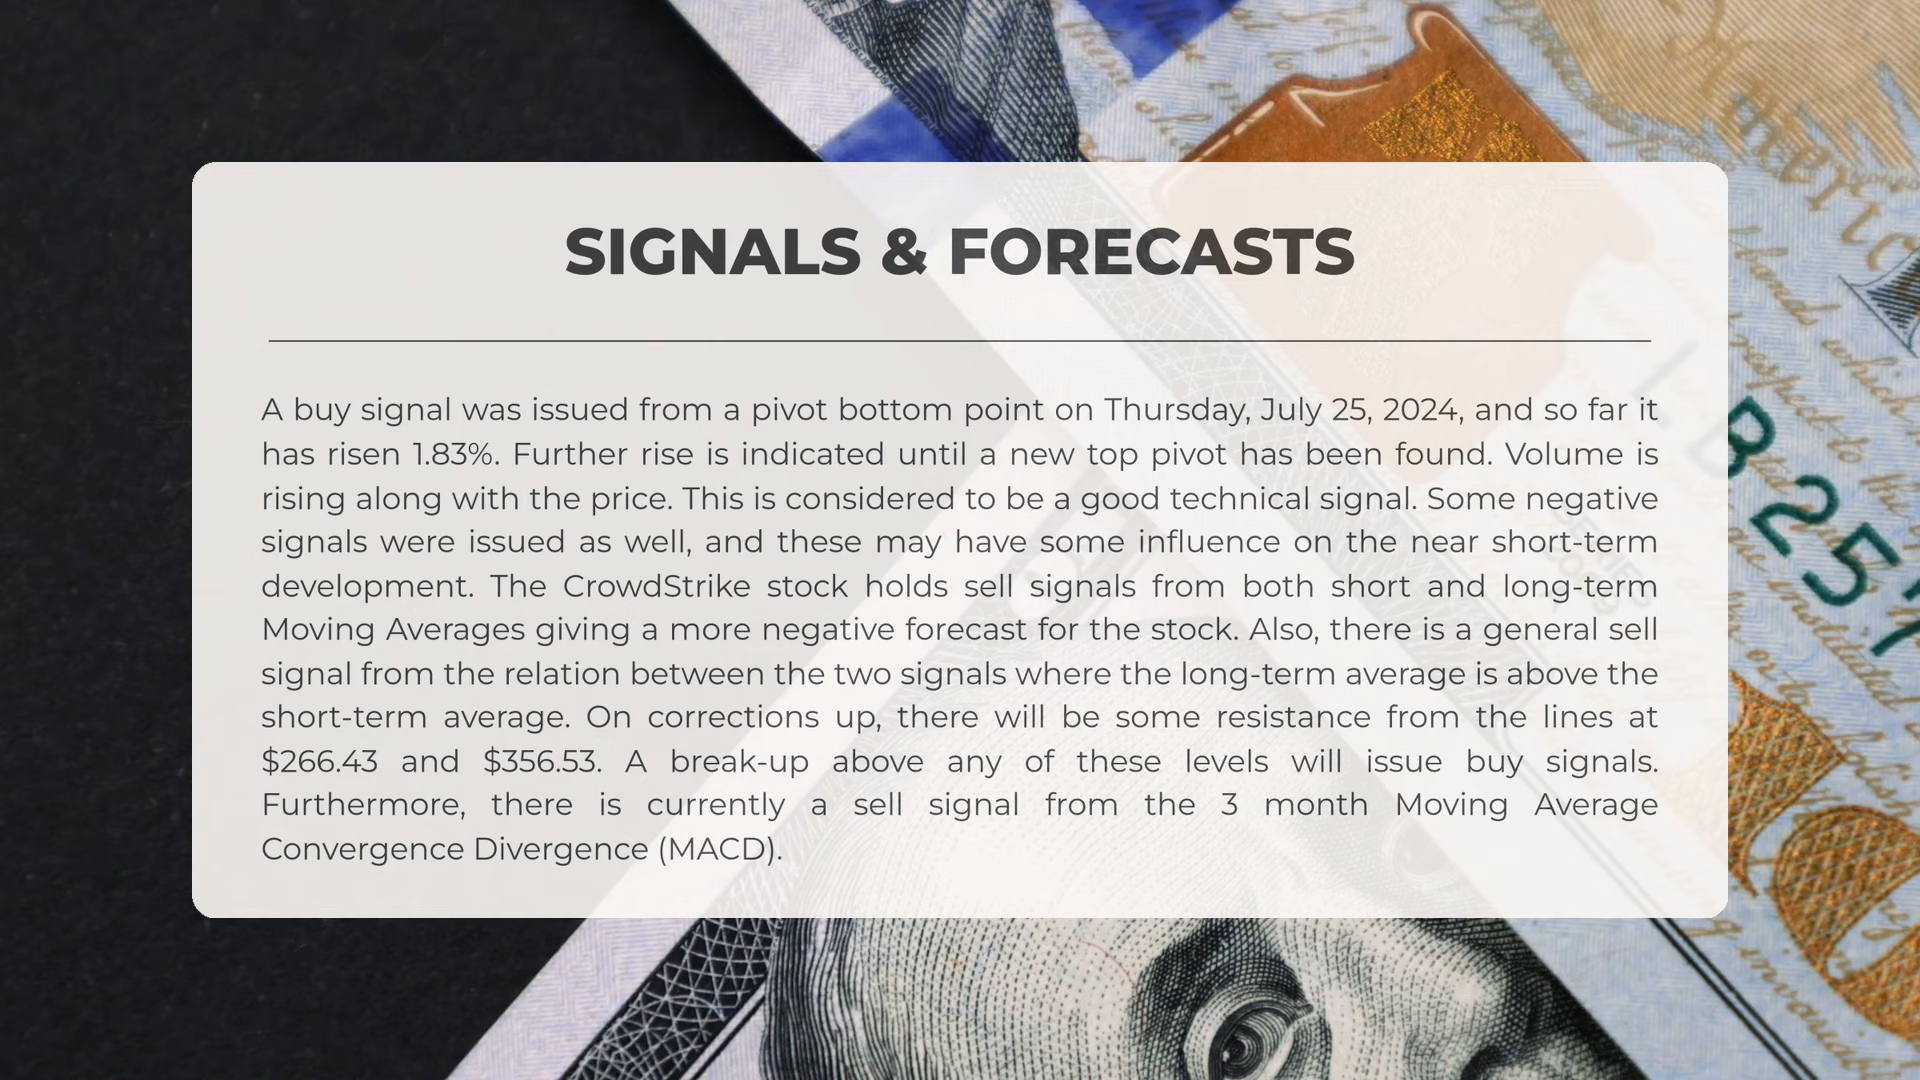 SIGNALS & FORECASTS
A buy signal was issued from a pivot bottom point on Thursday, July 25, 2024, and so far it
has risen 1.83%. Further rise is indicated until a new top pivot has been found. Volume is
rising along with the price. This is considered to be a good technical signal. Some negative
signals were issued as well, and these may have some influence on the near short-term
development. The CrowdStrike stock holds sell signals from both short and long-term
Moving Averages giving a more negative forecast for the stock. Also, there is a general sell
signal from the relation between the two signals where the long-term average is above the
short-term average. On corrections up, there will be some resistance from the lines at
$266.43 and $356.53. A break-up above any of these levels will issue buy signals.
Furthermore, there is currently a sell signal from the 3 month Moving Average
Convergence Divergence (MACD).